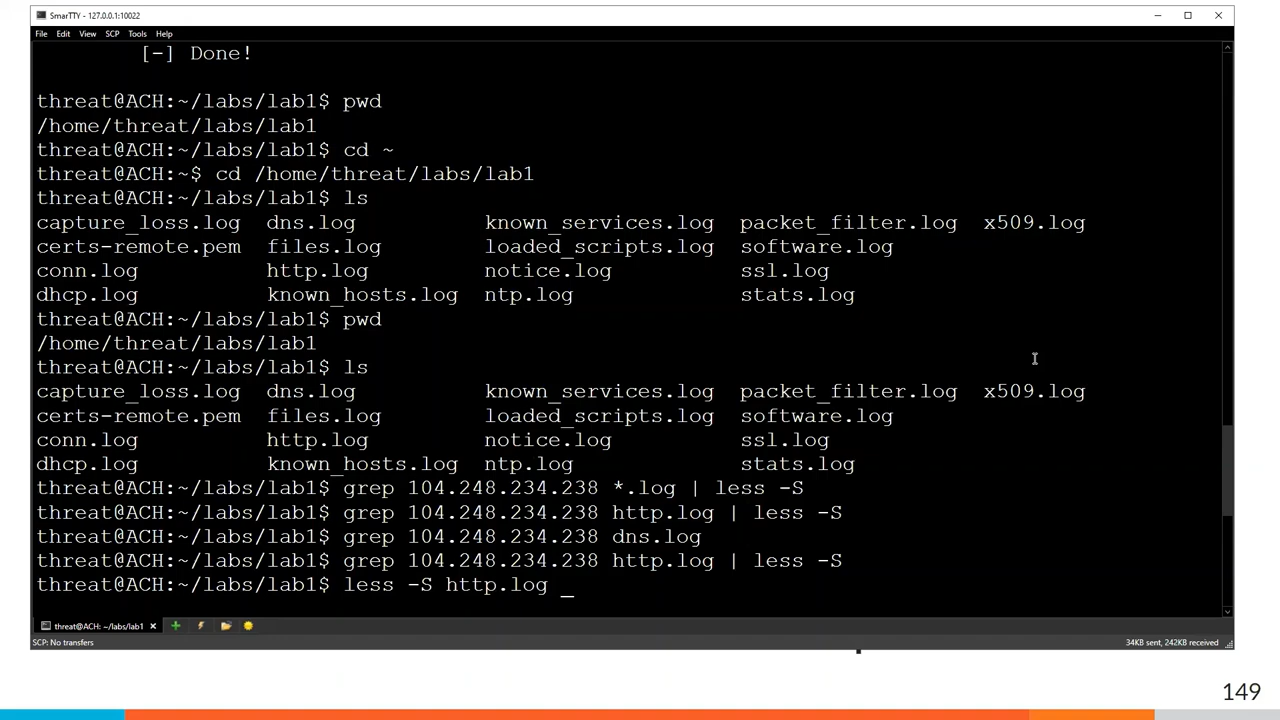 SmarTTY - 127.0.0.1:10022
File Edit View SCP Tools Help
[-] Done!
threat@ACH:~/labs/lab1$ pwd
/home/threat/labs/lab1
threat@ACH:~/labs/lab1$ cd ~
threat@ACH:~$ cd /home/threat/labs/lab1
threat@ACH:~/labs/lab1$ ls
capture_loss.log dns.log known_services.log packet_filter.log x509.log
certs-remote.pem files.log loaded_scripts.log software.log
conn.log http.log notice.log ssl.log
dhcp.log known_hosts.log ntp.log stats.log
threat@ACH:~/labs/lab1$ pwd
/home/threat/labs/lab1
threat@ACH:~/labs/lab1$ ls
capture_loss.log dns.log known_services.log packet_filter.log x509.log
certs-remote.pem files.log loaded_scripts.log software.log
conn.log http.log notice.log ssl.log
dhcp.log known_hosts.log ntp.log stats.log
threat@ACH:~/labs/lab1$ grep 104.248.234.238 *.log | less -S
threat@ACH:~/labs/lab1$ grep 104.248.234.238 http.log | less -S
threat@ACH:~/labs/lab1$ grep 104.248.234.238 dns.log
threat@ACH:~/labs/lab1$ grep 104.248.234.238 http.log | less -S
threat@ACH:~/labs/lab1$ less -S http.log _
threat@ACH: ~/labs/lab1
SCP: No transfers 34KB sent, 242KB received
149